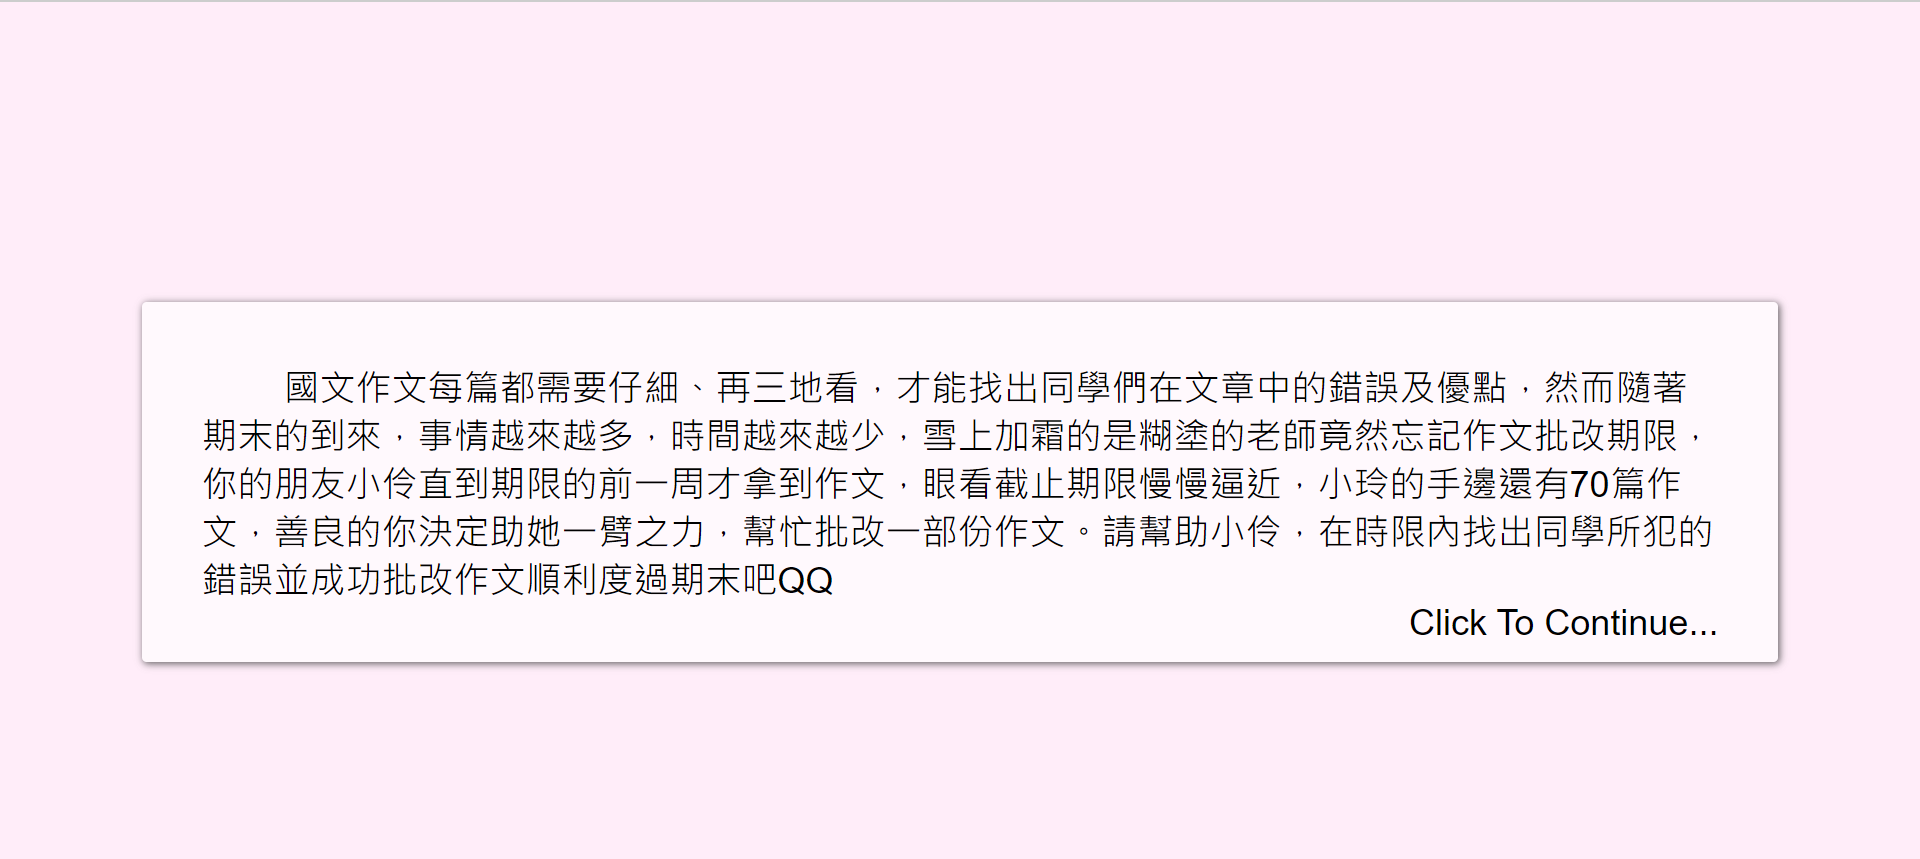 國文作文每篇都需要仔細、再三地看，才能找出同學們在文章中的錯誤及優點，然而隨著
期末的到來，事情越來越多，時間越來越少，雪上加霜的是糊塗的老師竟然忘記作文批改期限，
你的朋友小伶直到期限的前一周才拿到作文，眼看截止期限慢慢逼近，小玲的手邊還有70篇作
文，善良的你決定助她一臂之力，幫忙批改一部份作文。請幫助小伶，在時限內找出同學所犯的
錯誤並成功批改作文順利度過期末吧QQ
Click To Continue...